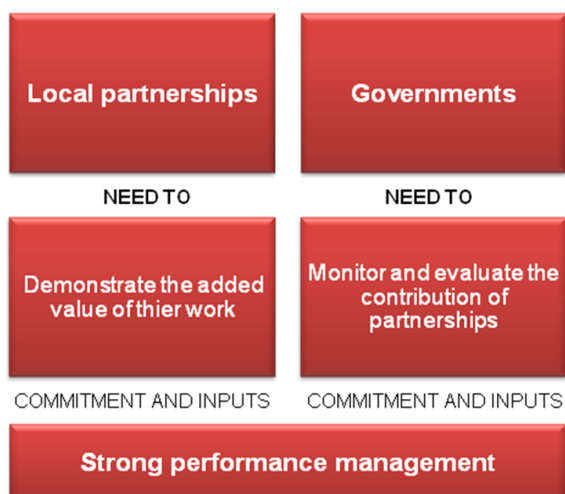 Local partnerships
Governments
NEED TO
NEED TO
Demonstrate the added
value of thier work
Monitor and evaluate the
contribution of
partnerships
COMMITMENT AND INPUTS
COMMITMENT AND INPUTS
Strong performance management